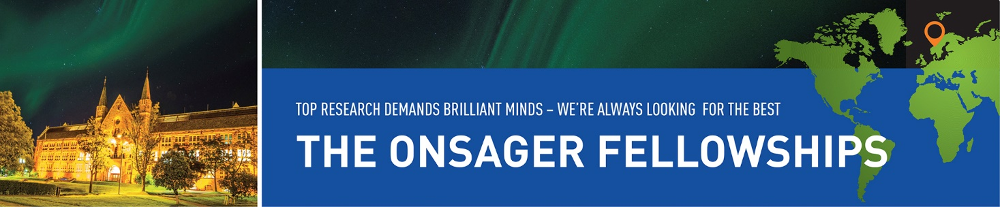 TOP RESEARCH DEMANDS BRILLIANT MINDS – WE'RE ALWAYS LOOKING FOR THE BEST
THE ONSAGER FELLOWSHIPS